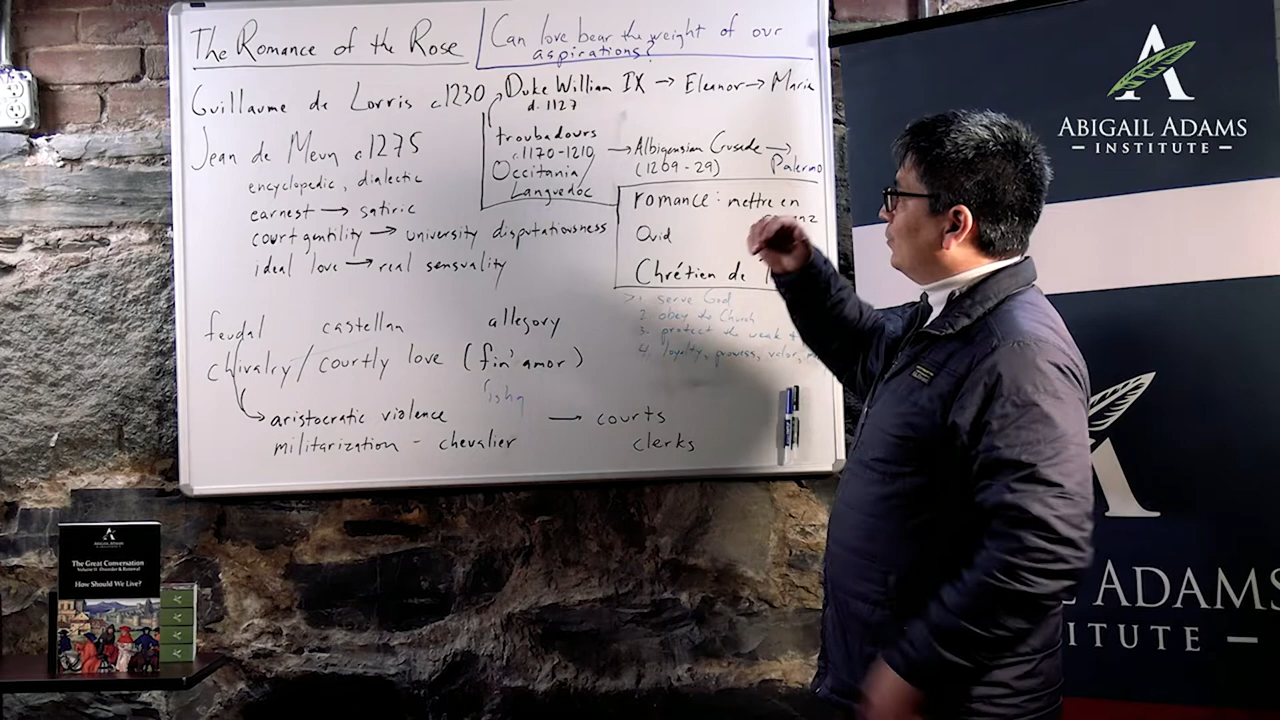 The Romance of the Rose
Can love bear the weight of our
aspirations?
Guillaume de Lorris c.1230
Duke William IX → Eleanor → Marie
d. 1127
Jean de Meun c.1275
encyclopedic, dialectic
earnest → satiric
court gentility → university disputatiousness
ideal love → real sensuality
troubadours
c.1170-1210
Occitania/
Languedoc
→ Albigensian Crusade →
(1209-29)
Palermo
romance: mettre en
Ovid
Chrétien de
> 1. serve God
2. obey the Church
3. protect the weak +
4. loyalty, prowess, valor,
feudal castellan allegory
chivalry/courtly love (fin'amor)
'ishq
→ aristocratic violence → courts
militarization - chevalier clerks
ABIGAIL ADAMS
— INSTITUTE —
ADAMS
ITUTE —
ABIGAIL ADAMS
INSTITUTE
The Great Conversation
How Should We Live?